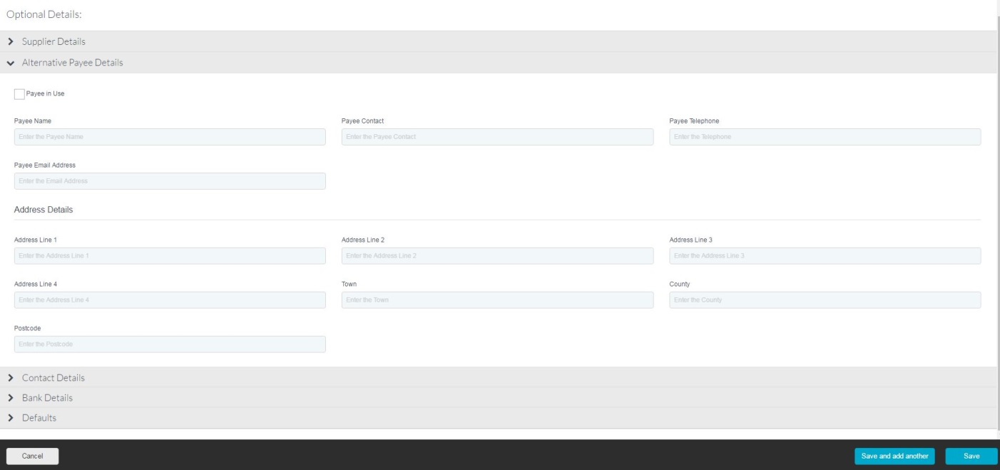 Optional Details:
Supplier Details
Alternative Payee Details
Payee in Use
Payee Name Payee Contact Payee Telephone
Enter the Payee Name Enter the Payee Contact Enter the Telephone
Payee Email Address
Enter the Email Address
Address Details
Address Line 1 Address Line 2 Address Line 3
Enter the Address Line 1 Enter the Address Line 2 Enter the Address Line 3
Address Line 4 Town County
Enter the Address Line 4 Enter the Town Enter the County
Postcode
Enter the Postcode
Contact Details
Bank Details
Defaults
Cancel Save and add another Save